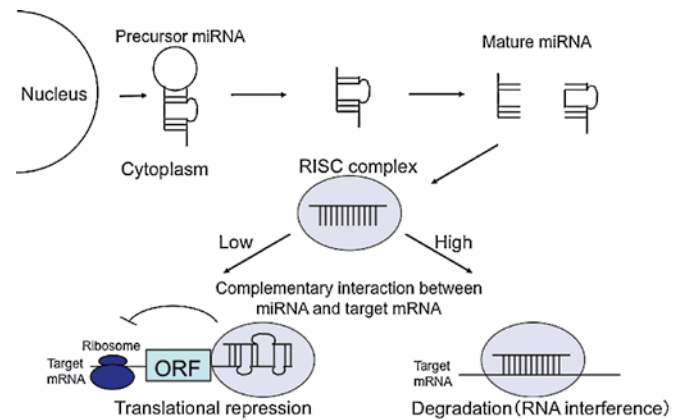 Precursor miRNA
Mature miRNA
Nucleus
Cytoplasm
RISC complex
Low
High
Complementary interaction between
miRNA and target mRNA
Ribosome
Target
mRNA
ORF
Target
mRNA
Translational repression
Degradation(RNA interference)